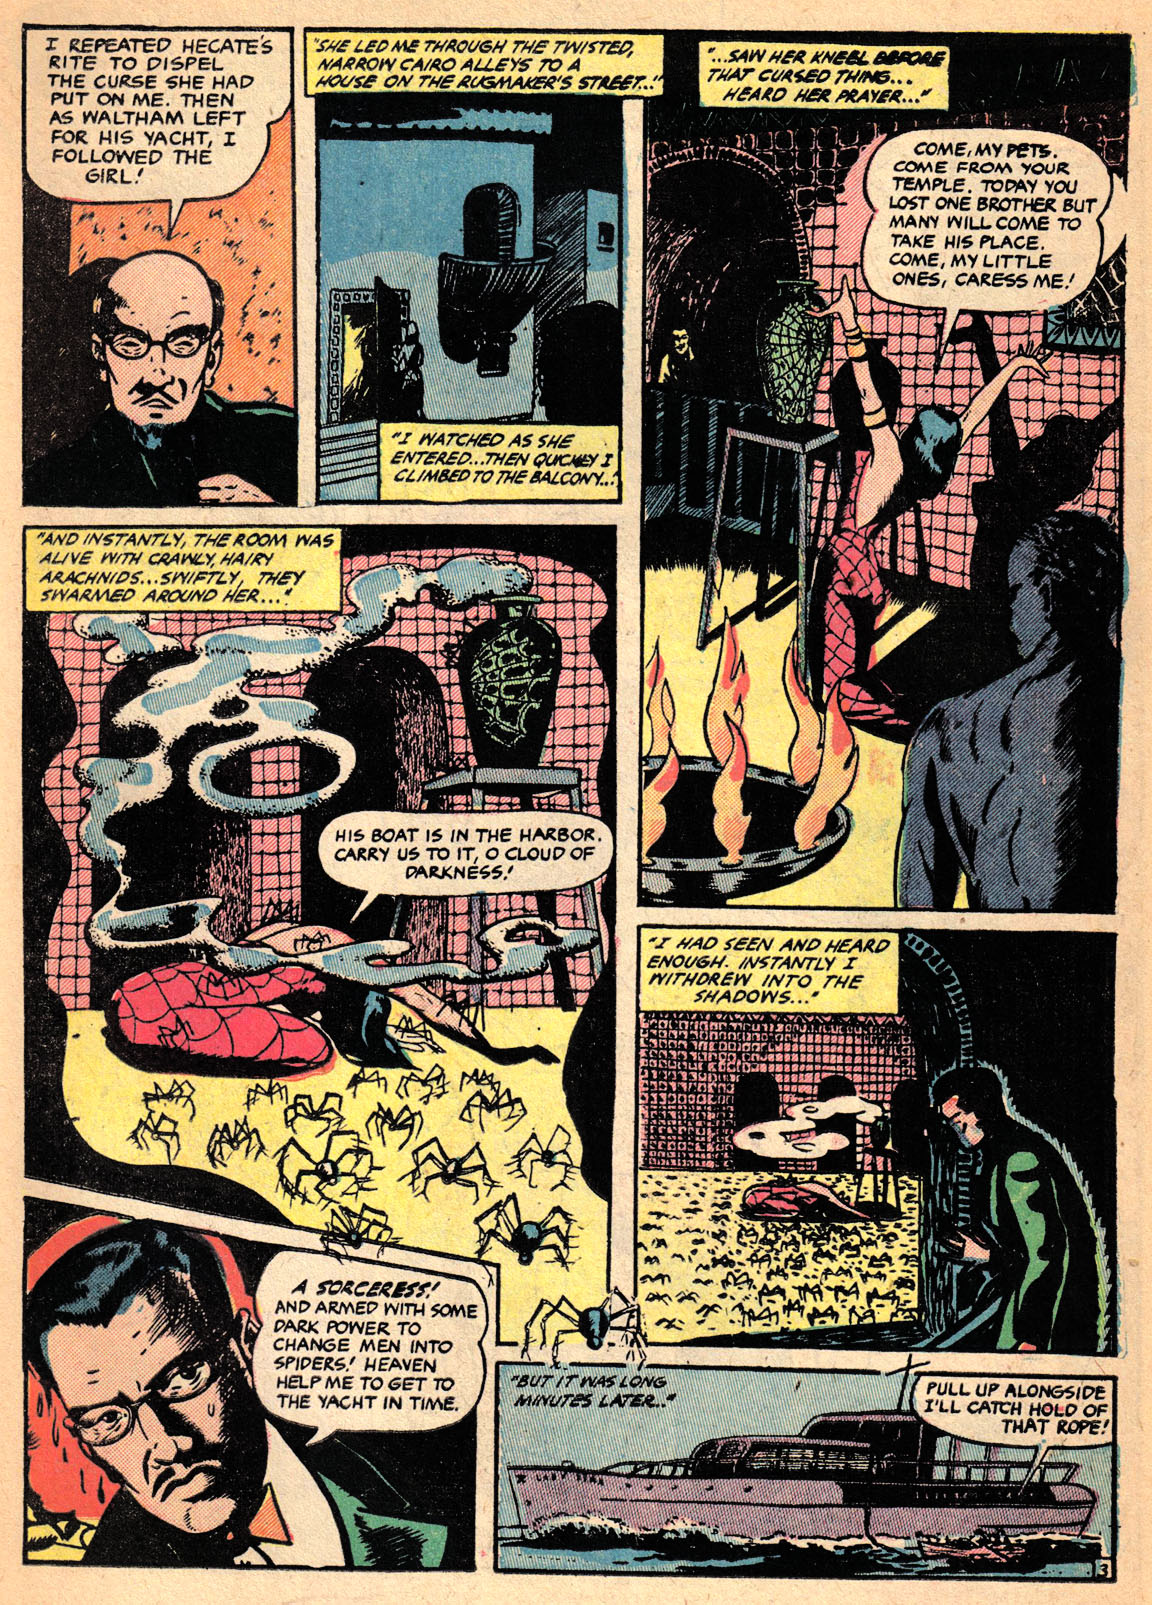 I REPEATED HECATE'S
RITE TO DISPEL
THE CURSE SHE HAD
PUT ON ME. THEN
AS WALTHAM LEFT
FOR HIS YACHT, I
FOLLOWED THE
GIRL!
"SHE LED ME THROUGH THE TWISTED,
NARROW CAIRO ALLEYS TO A
HOUSE ON THE RUGMAKER'S STREET..."
"I WATCHED AS SHE
ENTERED...THEN QUICKLY I
CLIMBED TO THE BALCONY...
"...SAW HER KNEEL BEFORE
THAT CURSED THING...
HEARD HER PRAYER..."
COME, MY PETS.
COME FROM YOUR
TEMPLE. TODAY YOU
LOST ONE BROTHER BUT
MANY WILL COME TO
TAKE HIS PLACE.
COME, MY LITTLE
ONES, CARESS ME!
"AND INSTANTLY, THE ROOM WAS
ALIVE WITH CRAWLY, HAIRY
ARACHNIDS...SWIFTLY, THEY
SWARMED AROUND HER..."
HIS BOAT IS IN THE HARBOR.
CARRY US TO IT, O CLOUD OF
DARKNESS!
"I HAD SEEN AND HEARD
ENOUGH. INSTANTLY I
WITHDREW INTO THE
SHADOWS..."
A SORCERESS!
AND ARMED WITH SOME
DARK POWER TO
CHANGE MEN INTO
SPIDERS! HEAVEN
HELP ME TO GET TO
THE YACHT IN TIME.
"BUT IT WAS LONG
MINUTES LATER.."
PULL UP ALONGSIDE
I'LL CATCH HOLD OF
THAT ROPE!
3